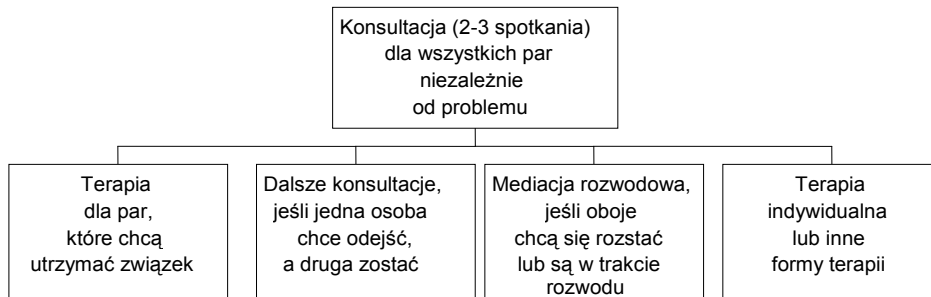 Konsultacja (2-3 spotkania)
dla wszystkich par
niezależnie
od problemu
Terapia
dla par,
które chcą
utrzymać związek
Dalsze konsultacje,
jeśli jedna osoba
chce odejść,
a druga zostać
Mediacja rozwodowa,
jeśli oboje
chcą się rozstać
lub są w trakcie
rozwodu
Terapia
indywidualna
lub inne
formy terapii